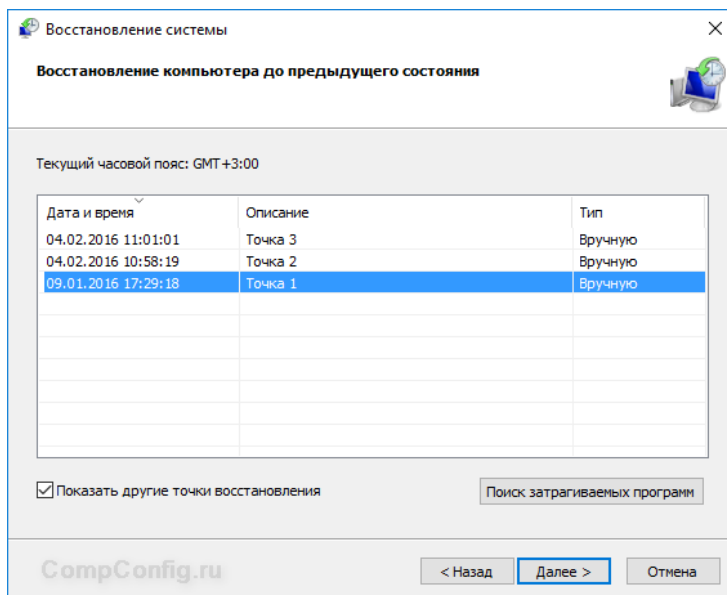 Восстановление системы
Восстановление компьютера до предыдущего состояния
Текущий часовой пояс: GMT+3:00
Дата и время Описание Тип
04.02.2016 11:01:01 Точка 3 Вручную
04.02.2016 10:58:19 Точка 2 Вручную
09.01.2016 17:29:18 Точка 1 Вручную
Показать другие точки восстановления Поиск затрагиваемых программ
CompConfig.ru < Назад Далее > Отмена